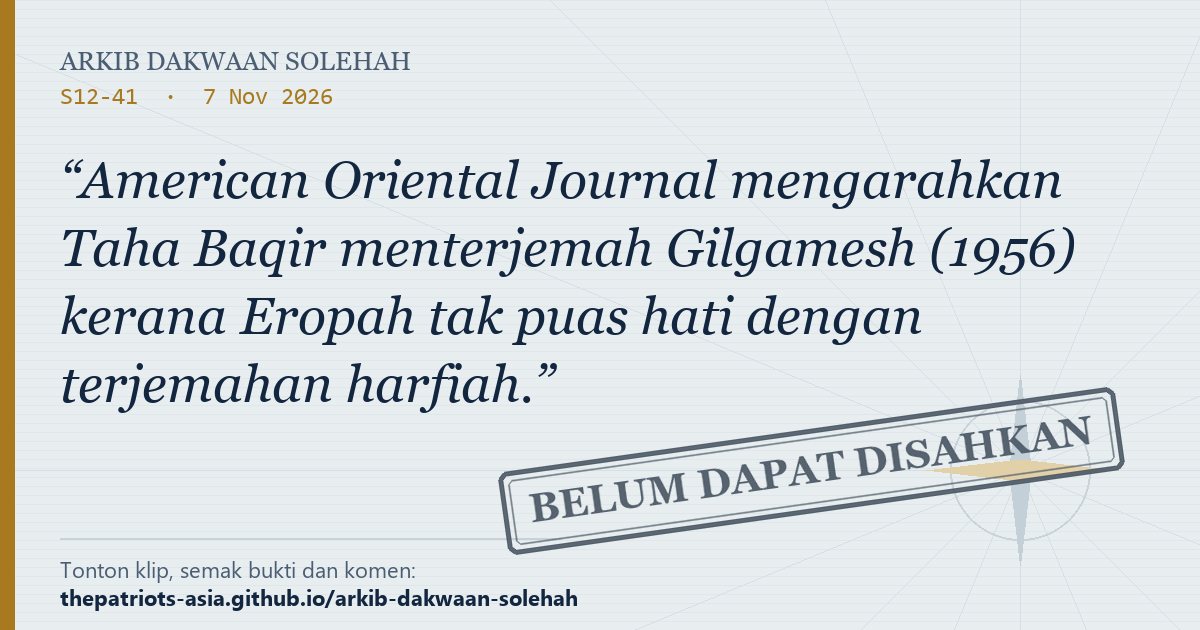 ARKIB DAKWAAN SOLEHAH
S12-41 · 7 Nov 2026
“American Oriental Journal mengarahkan
Taha Baqir menterjemah Gilgamesh (1956)
kerana Eropah tak puas hati dengan
terjemahan harfiah.”
BELUM DAPAT DISAHKAN
Tonton klip, semak bukti dan komen:
thepatriots-asia.github.io/arkib-dakwaan-solehah